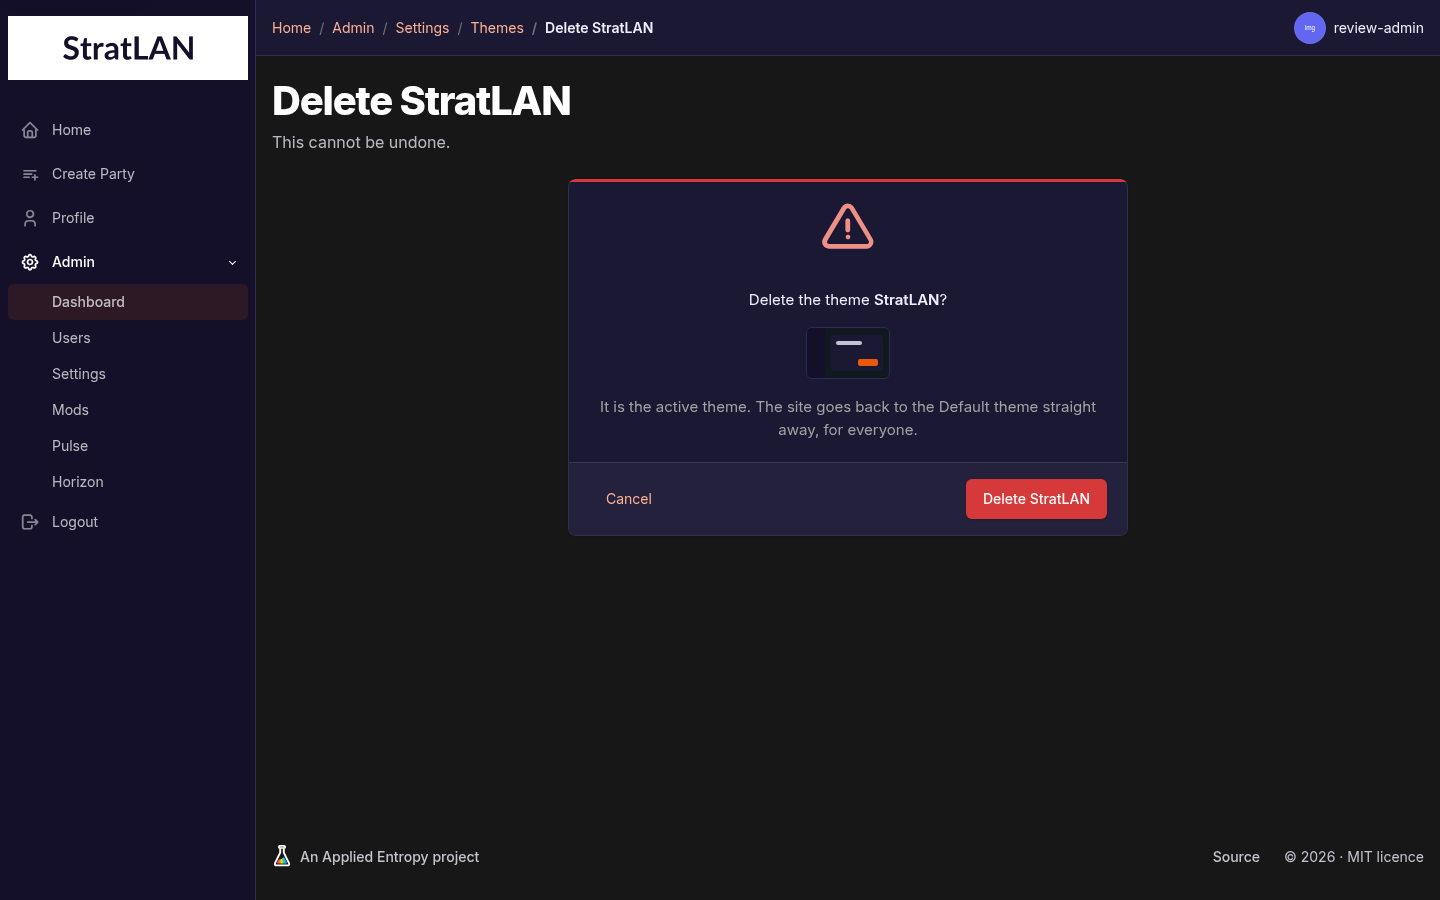 StratLAN
Home
Create Party
Profile
Admin
Dashboard
Users
Settings
Mods
Pulse
Horizon
Logout
Home / Admin / Settings / Themes / Delete StratLAN
img
review-admin
Delete StratLAN
This cannot be undone.
Delete the theme StratLAN?
It is the active theme. The site goes back to the Default theme straight
away, for everyone.
Cancel
Delete StratLAN
An Applied Entropy project
Source
© 2026 · MIT licence